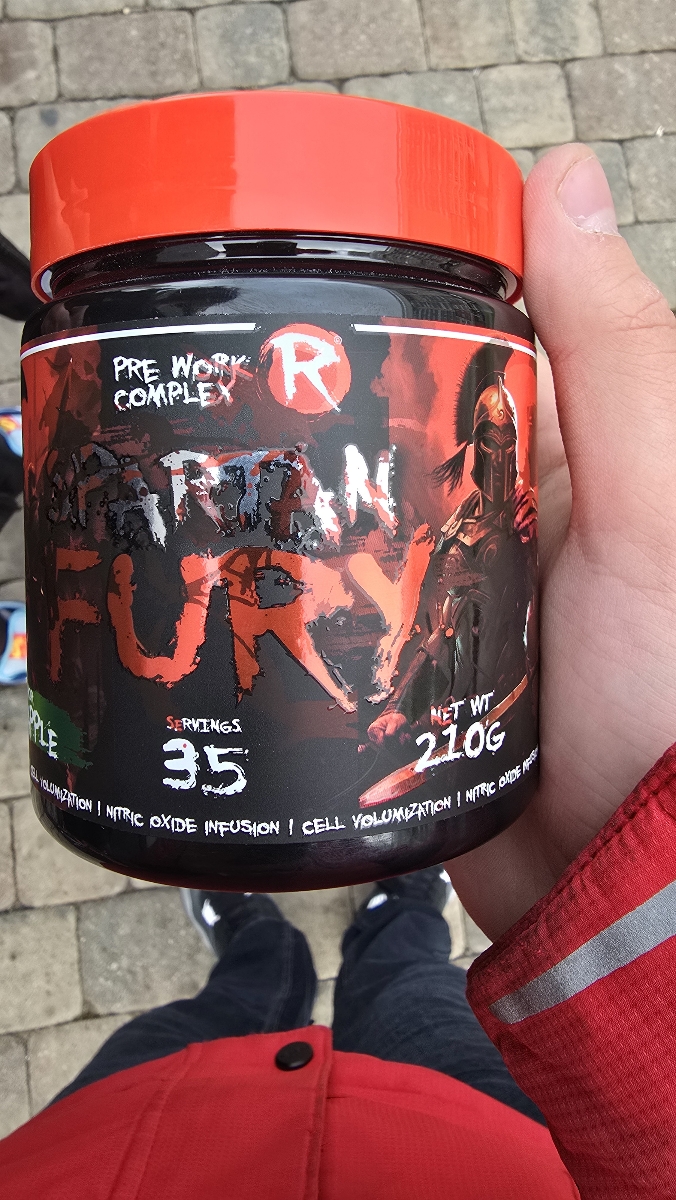 PRE WORK
COMPLEX
R
SPARTAN
FURY
SERVINGS
35
NET WT
210G
CELL VOLUMIZATION | NITRIC OXIDE INFUSION | CELL VOLUMIZATION | NITRIC OXIDE